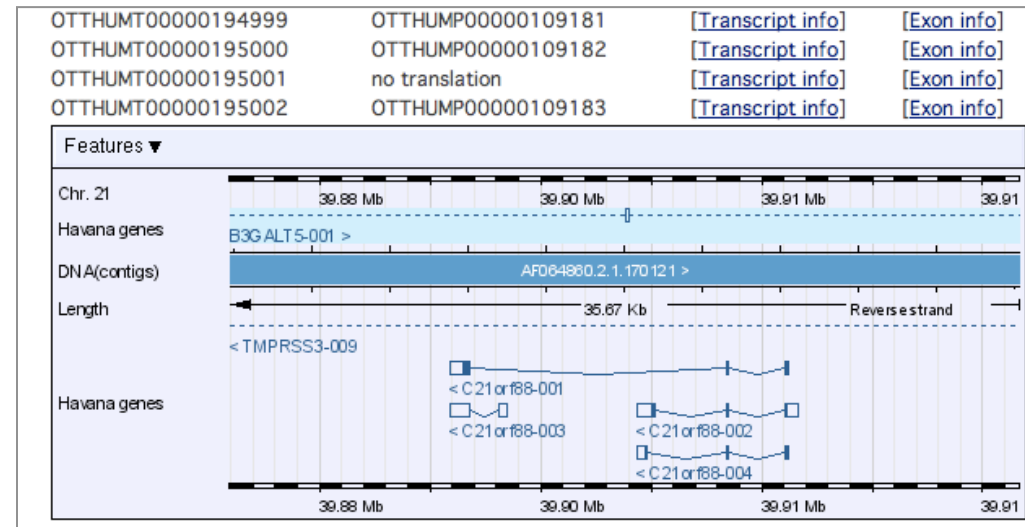 OTTHUMT00000194999 OTTHUMP00000109181 [Transcript info] [Exon info]
OTTHUMT00000195000 OTTHUMP00000109182 [Transcript info] [Exon info]
OTTHUMT00000195001 no translation [Transcript info] [Exon info]
OTTHUMT00000195002 OTTHUMP00000109183 [Transcript info] [Exon info]
Features ▼
Chr. 21 39.88 Mb 39.90 Mb 39.91 Mb 39.91
Havana genes
B3GALT5-001 >
DNA(contigs) AF064860.2.1.170121 >
Length 35.67 Kb Reverse strand
< TMPRSS3-009
< C21orf88-001
Havana genes
< C21orf88-003 < C21orf88-002
< C21orf88-004
39.88 Mb 39.90 Mb 39.91 Mb 39.91